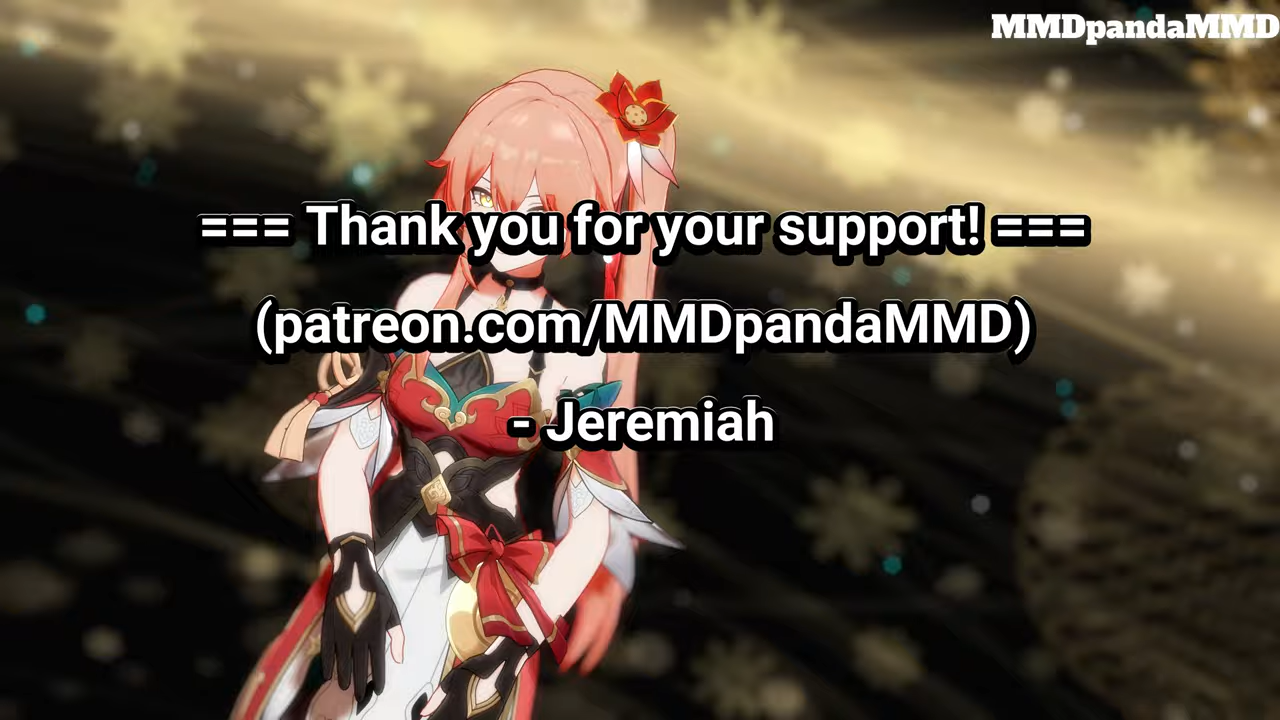 MMDpandaMMD
=== Thank you for your support! ===
(patreon.com/MMDpandaMMD)
- Jeremiah